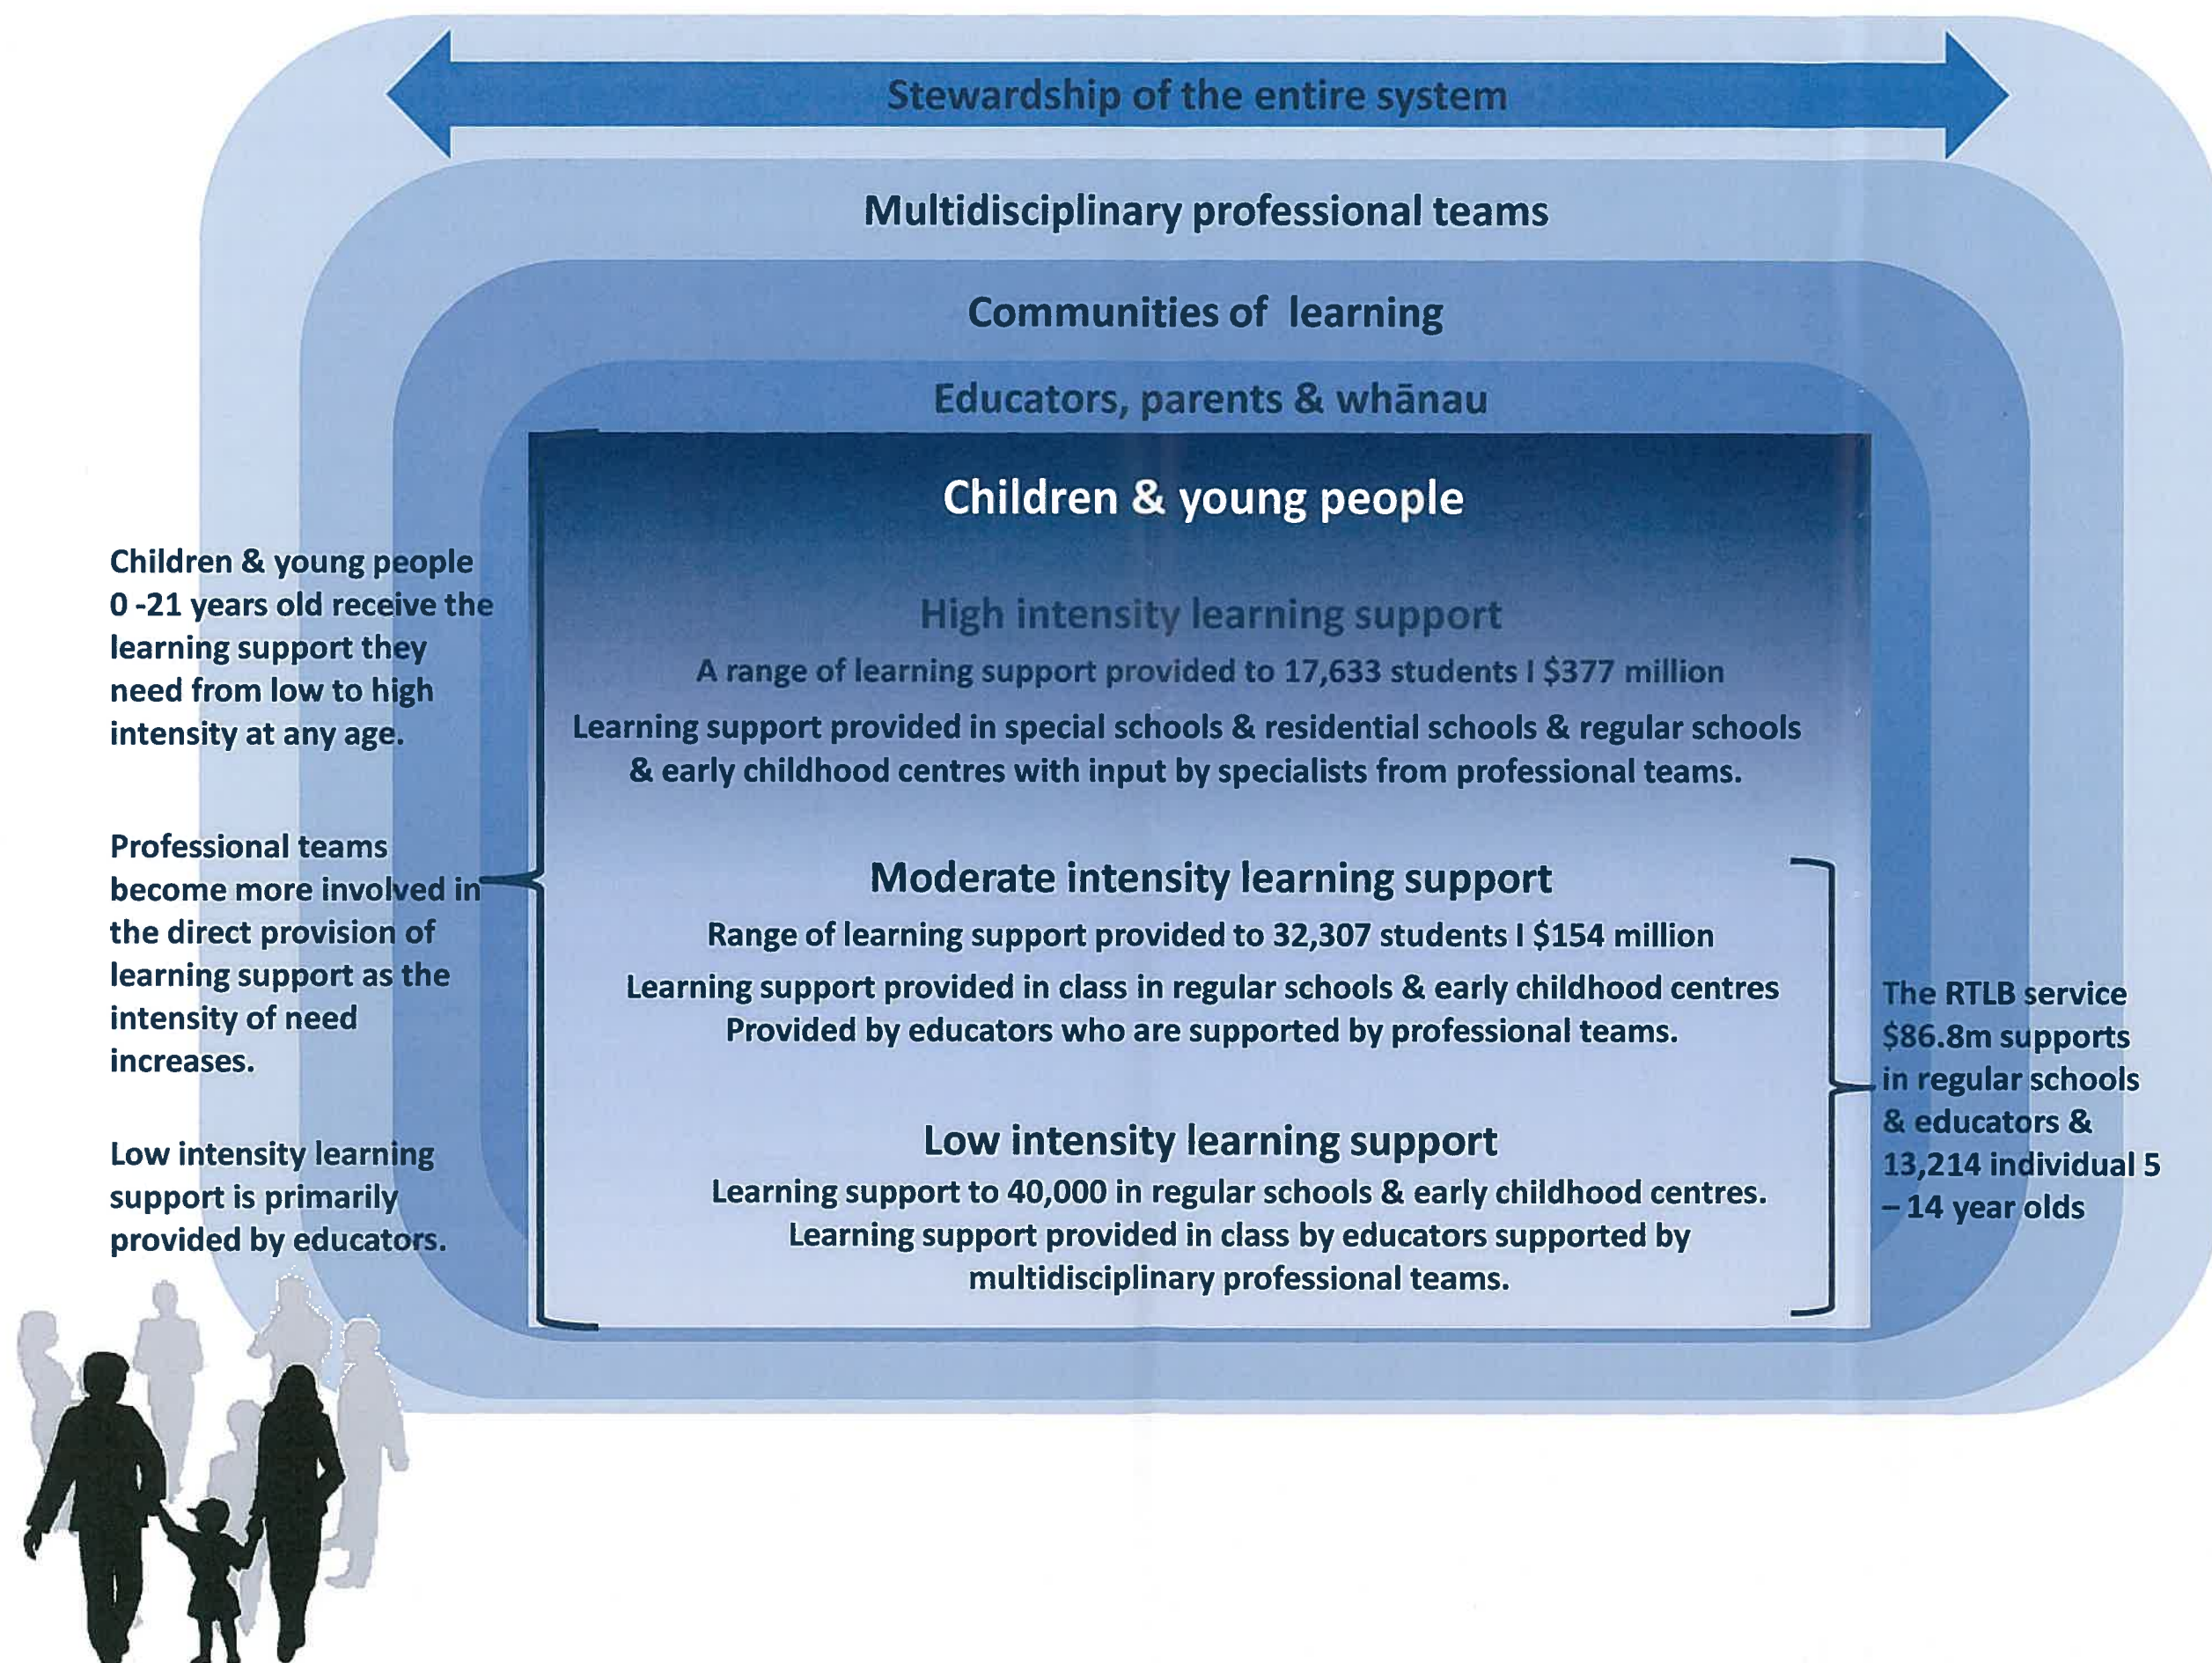 Stewardship of the entire system
Multidisciplinary professional teams
Communities of learning
Educators, parents & whānau
Children & young people
High intensity learning support
A range of learning support provided to 17,633 students I $377 million
Learning support provided in special schools & residential schools & regular schools
& early childhood centres with input by specialists from professional teams.
Moderate intensity learning support
Range of learning support provided to 32,307 students I $154 million
Learning support provided in class in regular schools & early childhood centres
Provided by educators who are supported by professional teams.
Low intensity learning support
Learning support to 40,000 in regular schools & early childhood centres.
Learning support provided in class by educators supported by
multidisciplinary professional teams.
Children & young people
0 -21 years old receive the
learning support they
need from low to high
intensity at any age.
Professional teams
become more involved in
the direct provision of
learning support as the
intensity of need
increases.
Low intensity learning
support is primarily
provided by educators.
The RTLB service
$86.8m supports
in regular schools
& educators &
13,214 individual 5
– 14 year olds